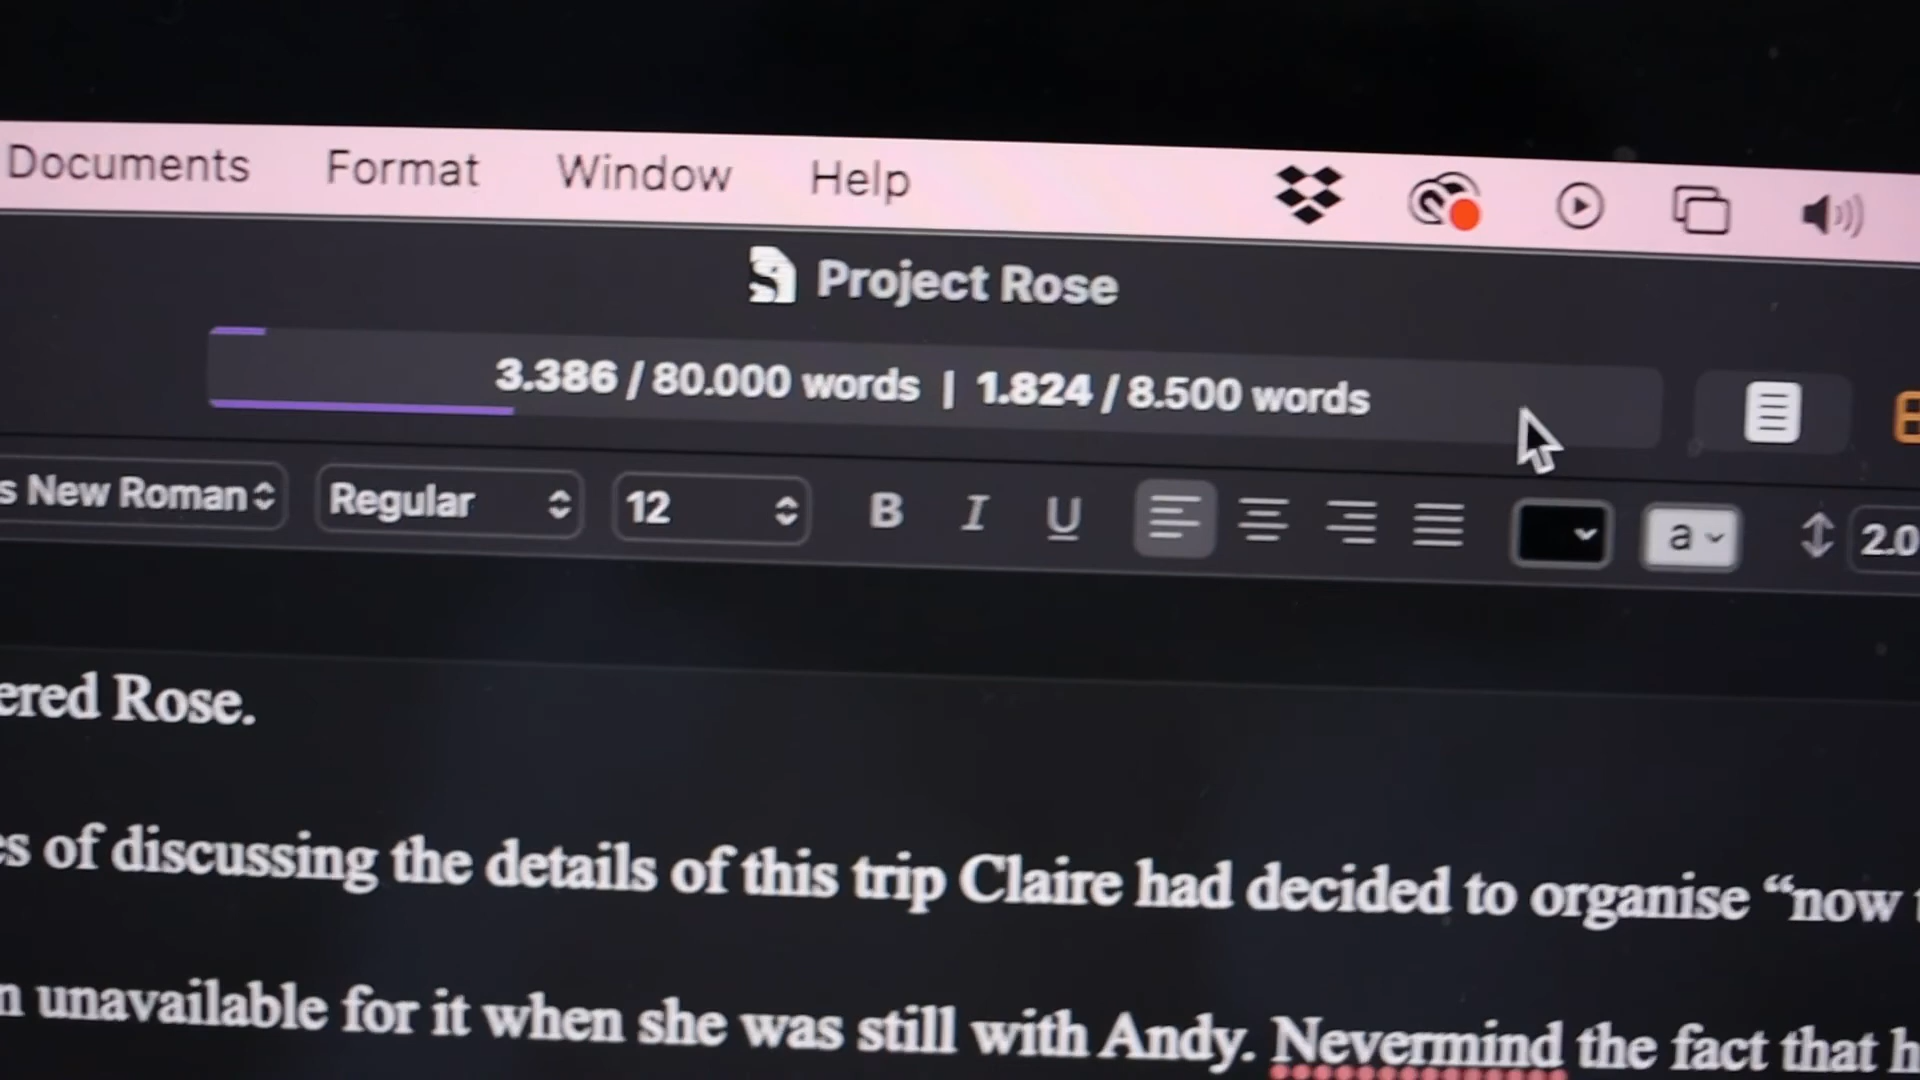 Documents Format Window Help
Project Rose
3.386 / 80.000 words | 1.824 / 8.500 words
s New Roman Regular 12 B I U a 2.0
ered Rose.
es of discussing the details of this trip Claire had decided to organise “now
n unavailable for it when she was still with Andy. Nevermind the fact that h